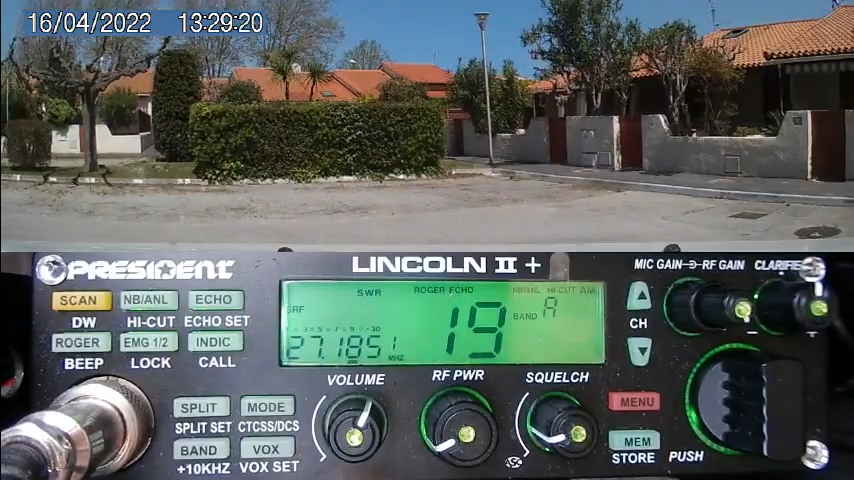 16/04/2022 13:29:20
PRESIDENT LINCOLN II + MIC GAIN RF GAIN CLARIFIER
SCAN NB/ANL ECHO
DW HI-CUT ECHO SET
ROGER EMG 1/2 INDIC
BEEP LOCK CALL
SWR ROGER ECHO NB/ANL HI-CUT AM
SRF
19 BAND A
27.1851 MHZ
CH
VOLUME RF PWR SQUELCH
SPLIT MODE
SPLIT SET CTCSS/DCS
BAND VOX
+10KHZ VOX SET
ASC
MENU
MEM
STORE PUSH